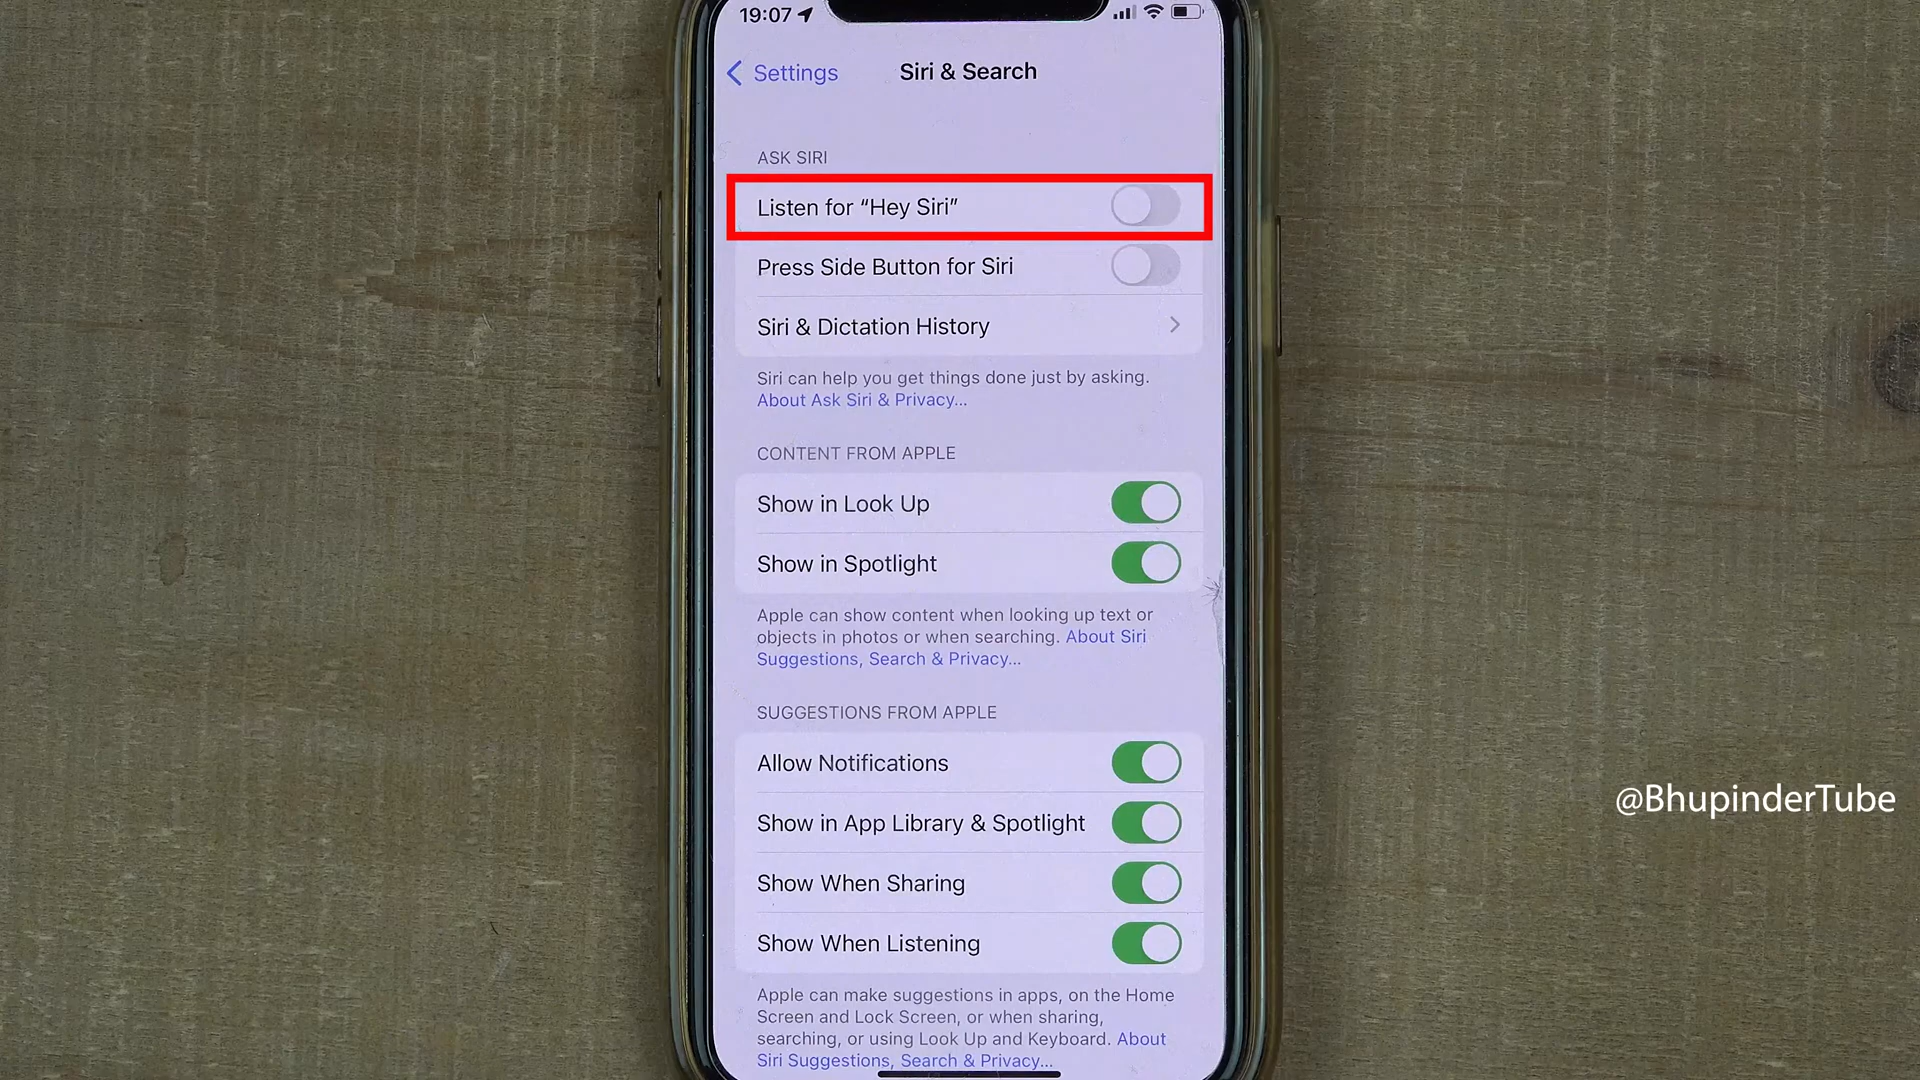 19:07
Settings
Siri & Search
ASK SIRI
Listen for “Hey Siri”
Press Side Button for Siri
Siri & Dictation History
Siri can help you get things done just by asking.
About Ask Siri & Privacy...
CONTENT FROM APPLE
Show in Look Up
Show in Spotlight
Apple can show content when looking up text or
objects in photos or when searching. About Siri
Suggestions, Search & Privacy...
SUGGESTIONS FROM APPLE
Allow Notifications
@BhupinderTube
Show in App Library & Spotlight
Show When Sharing
Show When Listening
Apple can make suggestions in apps, on the Home
Screen and Lock Screen, or when sharing,
searching, or using Look Up and Keyboard. About
Siri Suggestions, Search & Privacy...